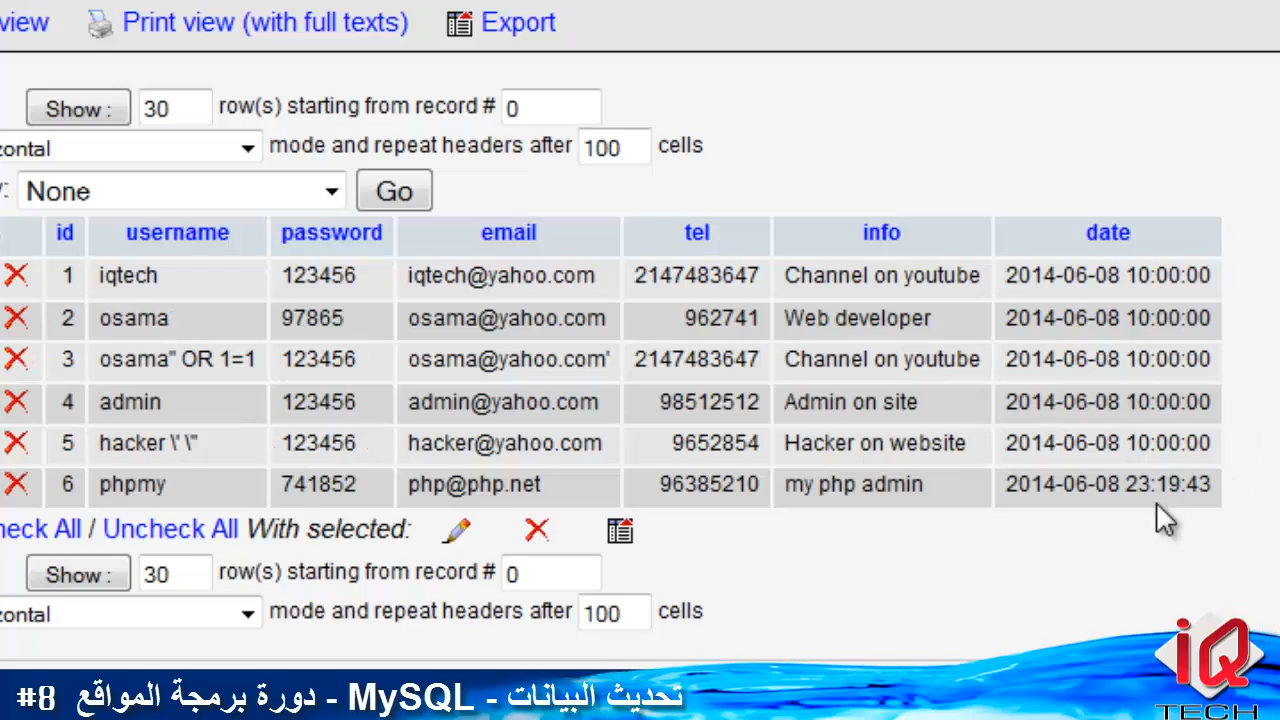 view Print view (with full texts) Export
Show : 30 row(s) starting from record # 0
zontal mode and repeat headers after 100 cells
y: None Go
id username password email tel info date
1 iqtech 123456 iqtech@yahoo.com 2147483647 Channel on youtube 2014-06-08 10:00:00
2 osama 97865 osama@yahoo.com 962741 Web developer 2014-06-08 10:00:00
3 osama" OR 1=1 123456 osama@yahoo.com' 2147483647 Channel on youtube 2014-06-08 10:00:00
4 admin 123456 admin@yahoo.com 98512512 Admin on site 2014-06-08 10:00:00
5 hacker \' \" 123456 hacker@yahoo.com 9652854 Hacker on website 2014-06-08 10:00:00
6 phpmy 741852 php@php.net 96385210 my php admin 2014-06-08 23:19:43
heck All / Uncheck All With selected:
Show : 30 row(s) starting from record # 0
zontal mode and repeat headers after 100 cells
iQ
TECH
تحديث البيانات - MySQL - دورة برمجة المواقع #8